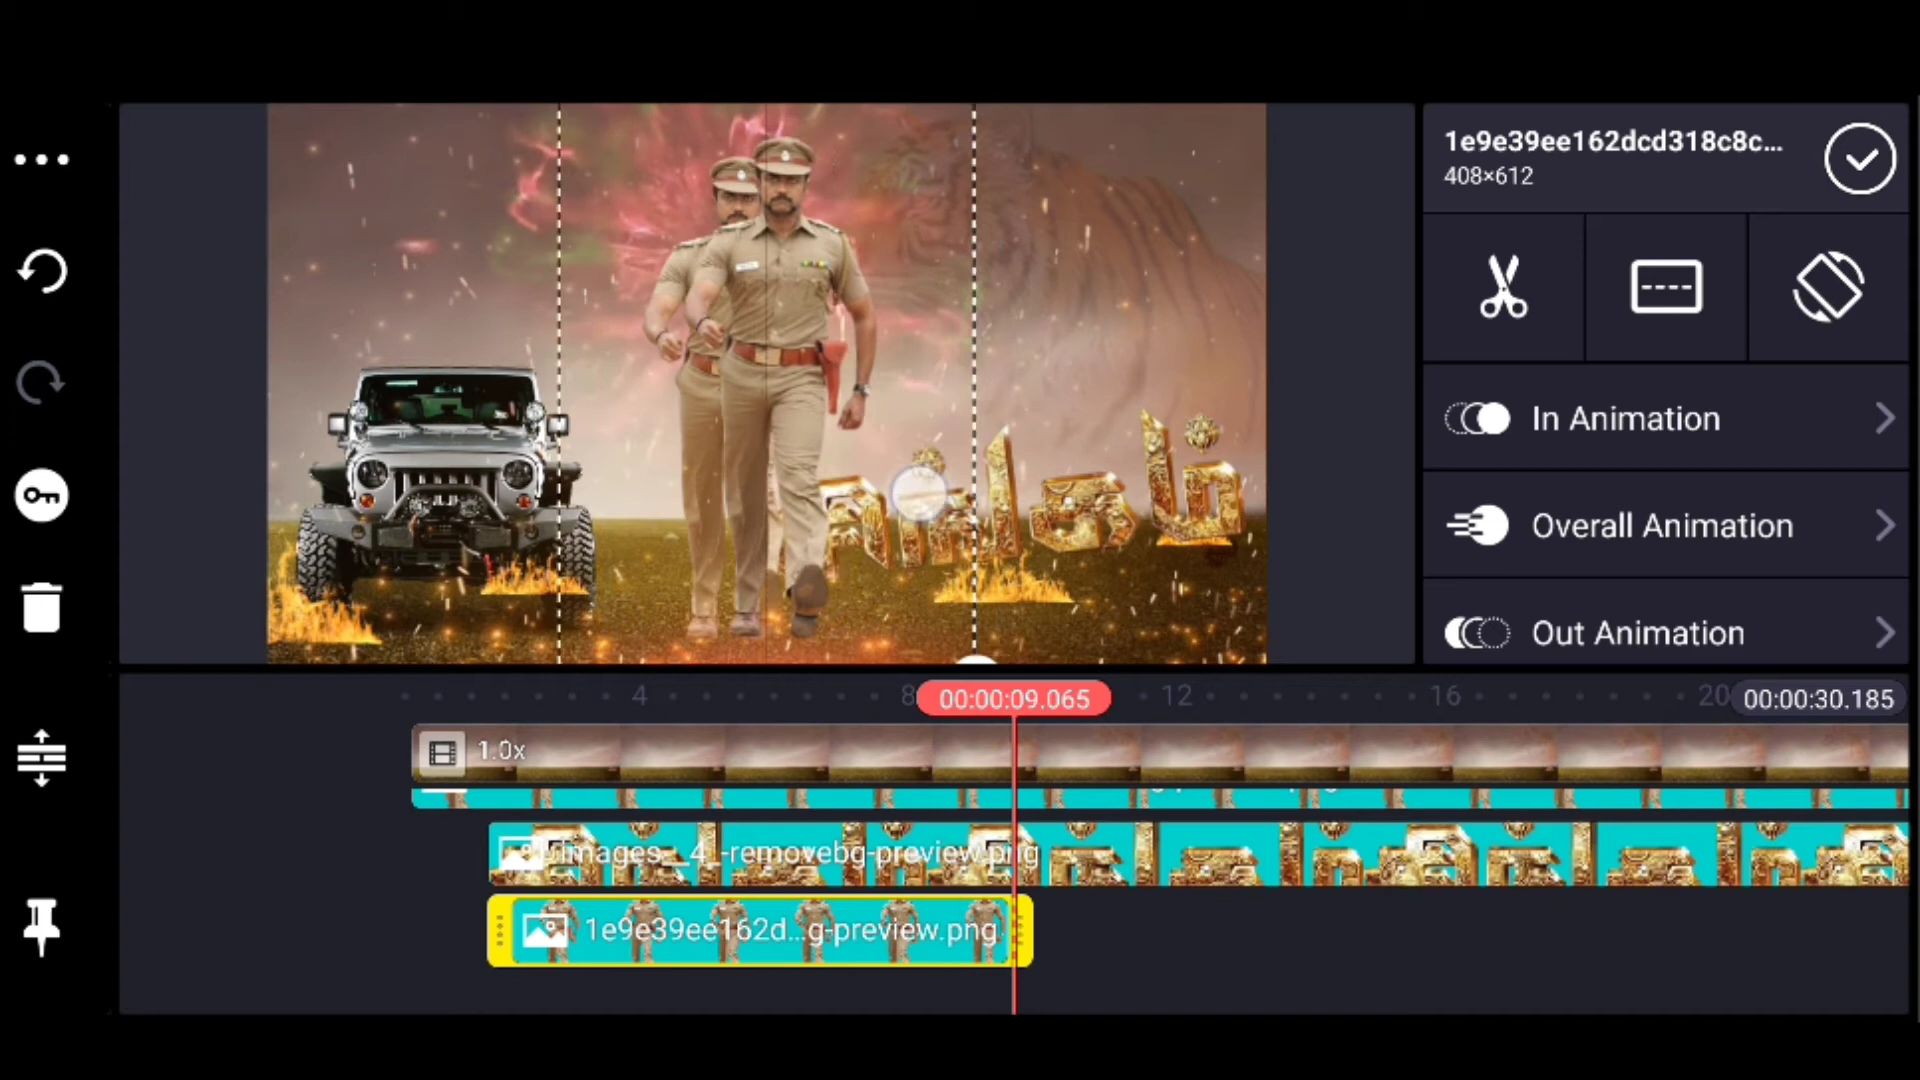 1e9e39ee162dcd318c8c...
408×612
In Animation
Overall Animation
Out Animation
4
8
00:00:09.065
12
16
20
00:00:30.185
1.0x
images__4_-removebg-preview.png
1e9e39ee162d...g-preview.png